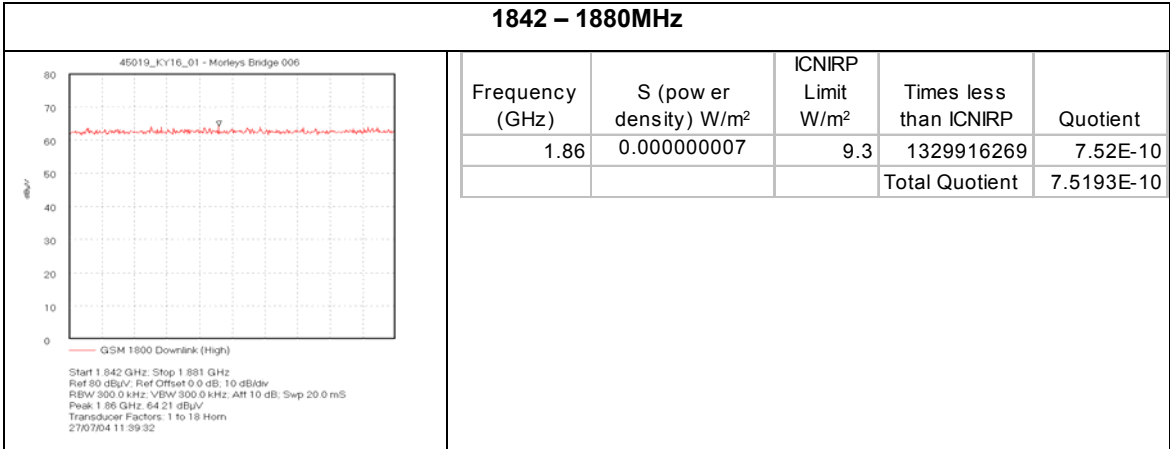 1842 – 1880MHz
45019_KY16_01 - Morleys Bridge 006
80
70
60
50
40
30
20
10
0
dBµV
GSM 1800 Downlink (High)
Start 1.842 GHz; Stop 1.881 GHz
Ref 80 dBµV; Ref Offset 0.0 dB; 10 dB/div
RBW 300.0 kHz; VBW 300.0 kHz; Att 10 dB; Swp 20.0 mS
Peak 1.86 GHz, 64.21 dBµV
Transducer Factors: 1 to 18 Horn
27/07/04 11:39:32
Frequency (GHz) S (pow er density) W/m² ICNIRP Limit W/m² Times less than ICNIRP Quotient
1.86 0.000000007 9.3 1329916269 7.52E-10
Total Quotient 7.5193E-10